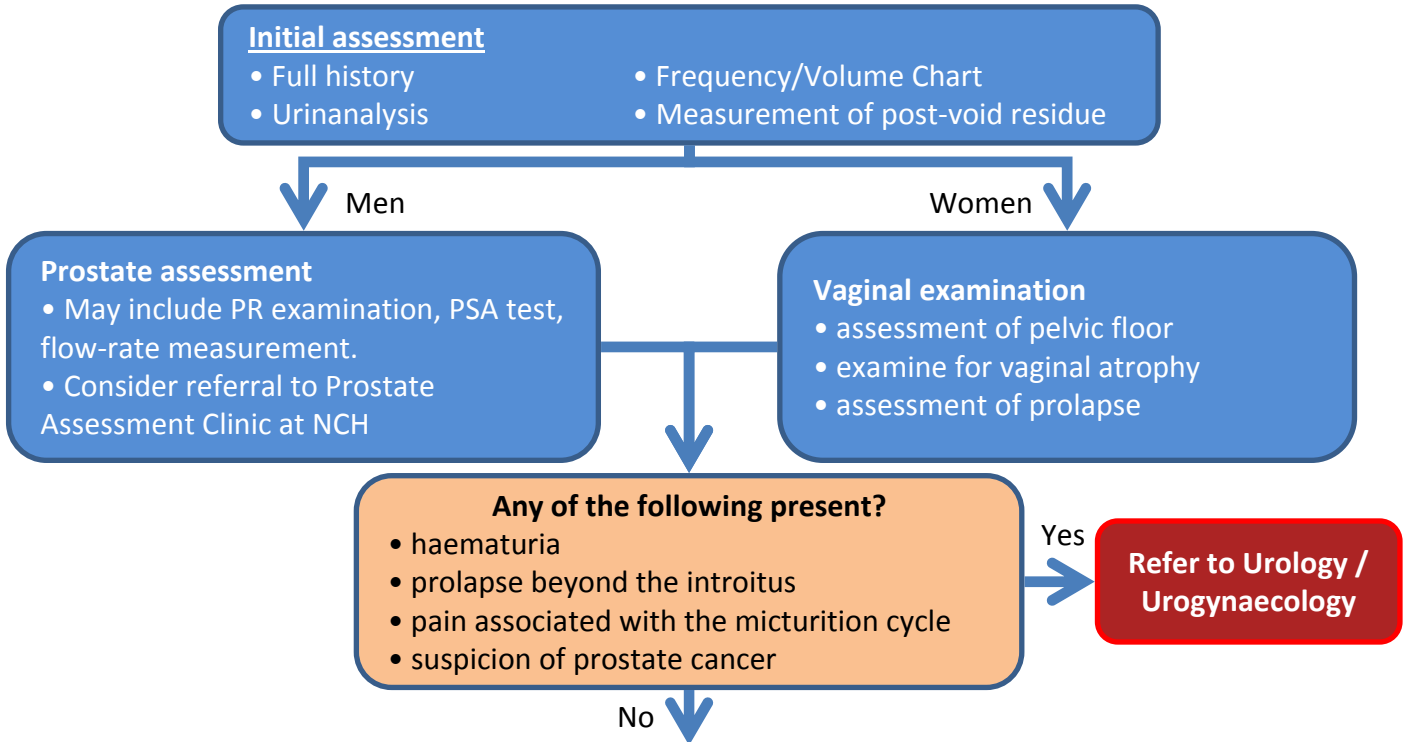 Initial assessment
• Full history
• Urinanalysis
• Frequency/Volume Chart
• Measurement of post-void residue
Men
Women
Prostate assessment
• May include PR examination, PSA test,
flow-rate measurement.
• Consider referral to Prostate
Assessment Clinic at NCH
Vaginal examination
• assessment of pelvic floor
• examine for vaginal atrophy
• assessment of prolapse
Any of the following present?
• haematuria
• prolapse beyond the introitus
• pain associated with the micturition cycle
• suspicion of prostate cancer
Yes
Refer to Urology /
Urogynaecology
No